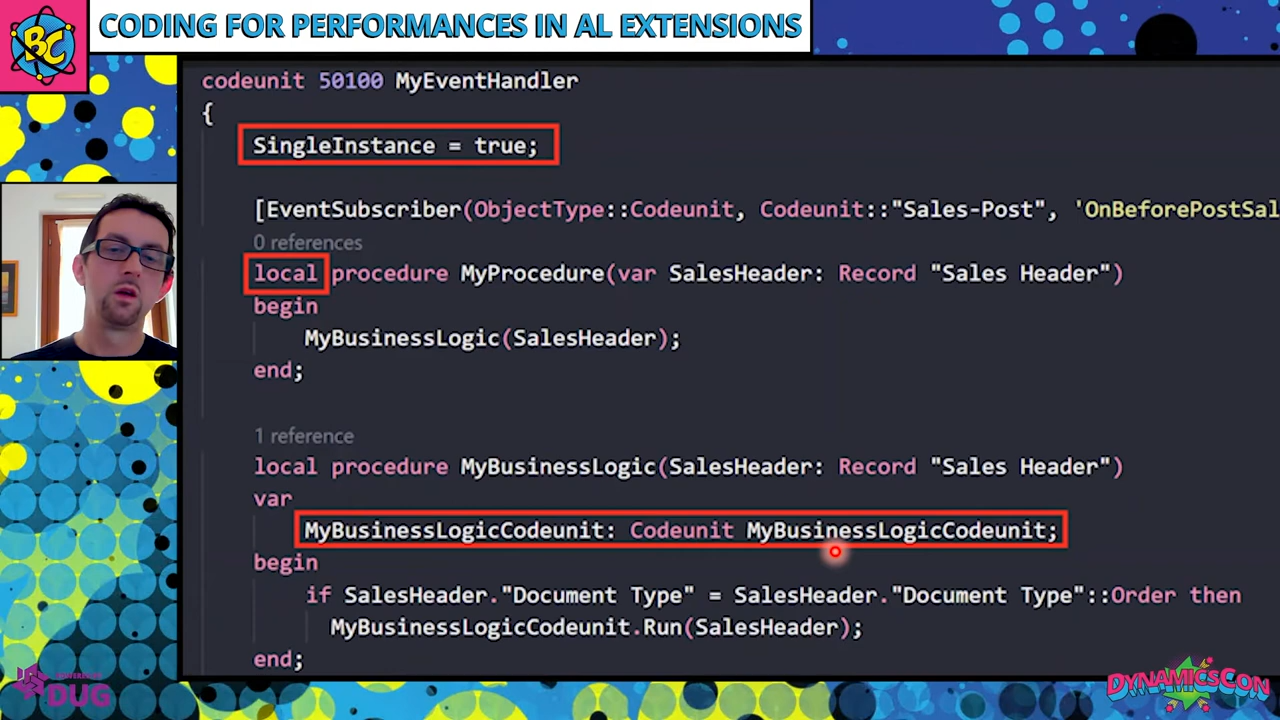 CODING FOR PERFORMANCES IN AL EXTENSIONS
BC
codeunit 50100 MyEventHandler
{
SingleInstance = true;
[EventSubscriber(ObjectType::Codeunit, Codeunit::"Sales-Post", 'OnBeforePostSal
0 references
local procedure MyProcedure(var SalesHeader: Record "Sales Header")
begin
MyBusinessLogic(SalesHeader);
end;
1 reference
local procedure MyBusinessLogic(SalesHeader: Record "Sales Header")
var
MyBusinessLogicCodeunit: Codeunit MyBusinessLogicCodeunit;
begin
if SalesHeader."Document Type" = SalesHeader."Document Type"::Order then
MyBusinessLogicCodeunit.Run(SalesHeader);
end;
DUG
DYNAMICSCON